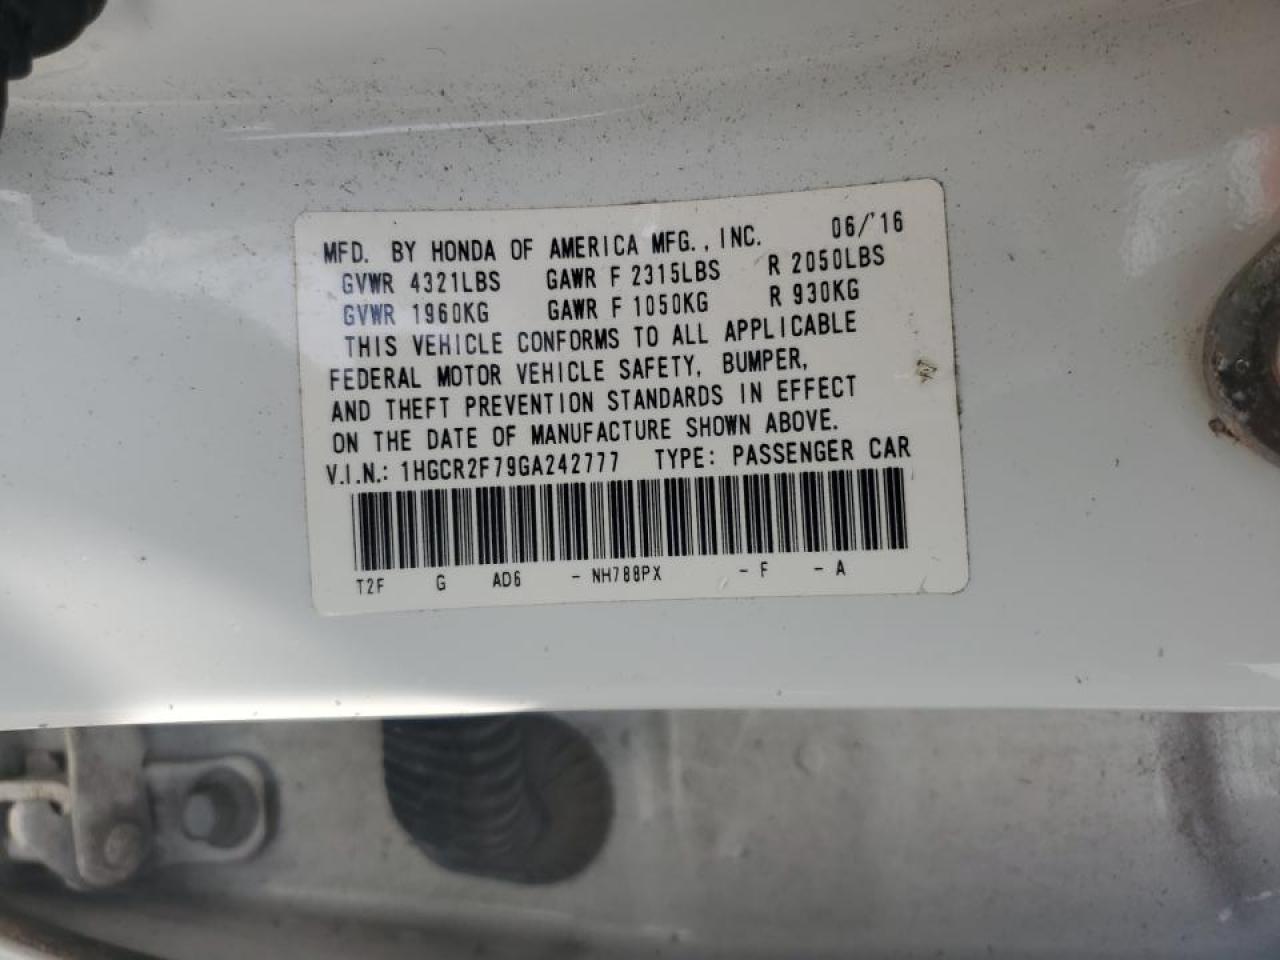 MFD. BY HONDA OF AMERICA MFG., INC. 06/'16
GVWR 4321LBS GAWR F 2315LBS R 2050LBS
GVWR 1960KG GAWR F 1050KG R 930KG
THIS VEHICLE CONFORMS TO ALL APPLICABLE
FEDERAL MOTOR VEHICLE SAFETY, BUMPER,
AND THEFT PREVENTION STANDARDS IN EFFECT
ON THE DATE OF MANUFACTURE SHOWN ABOVE.
V.I.N.: 1HGCR2F79GA242777 TYPE: PASSENGER CAR
T2F G AD6 - NH788PX - F - A